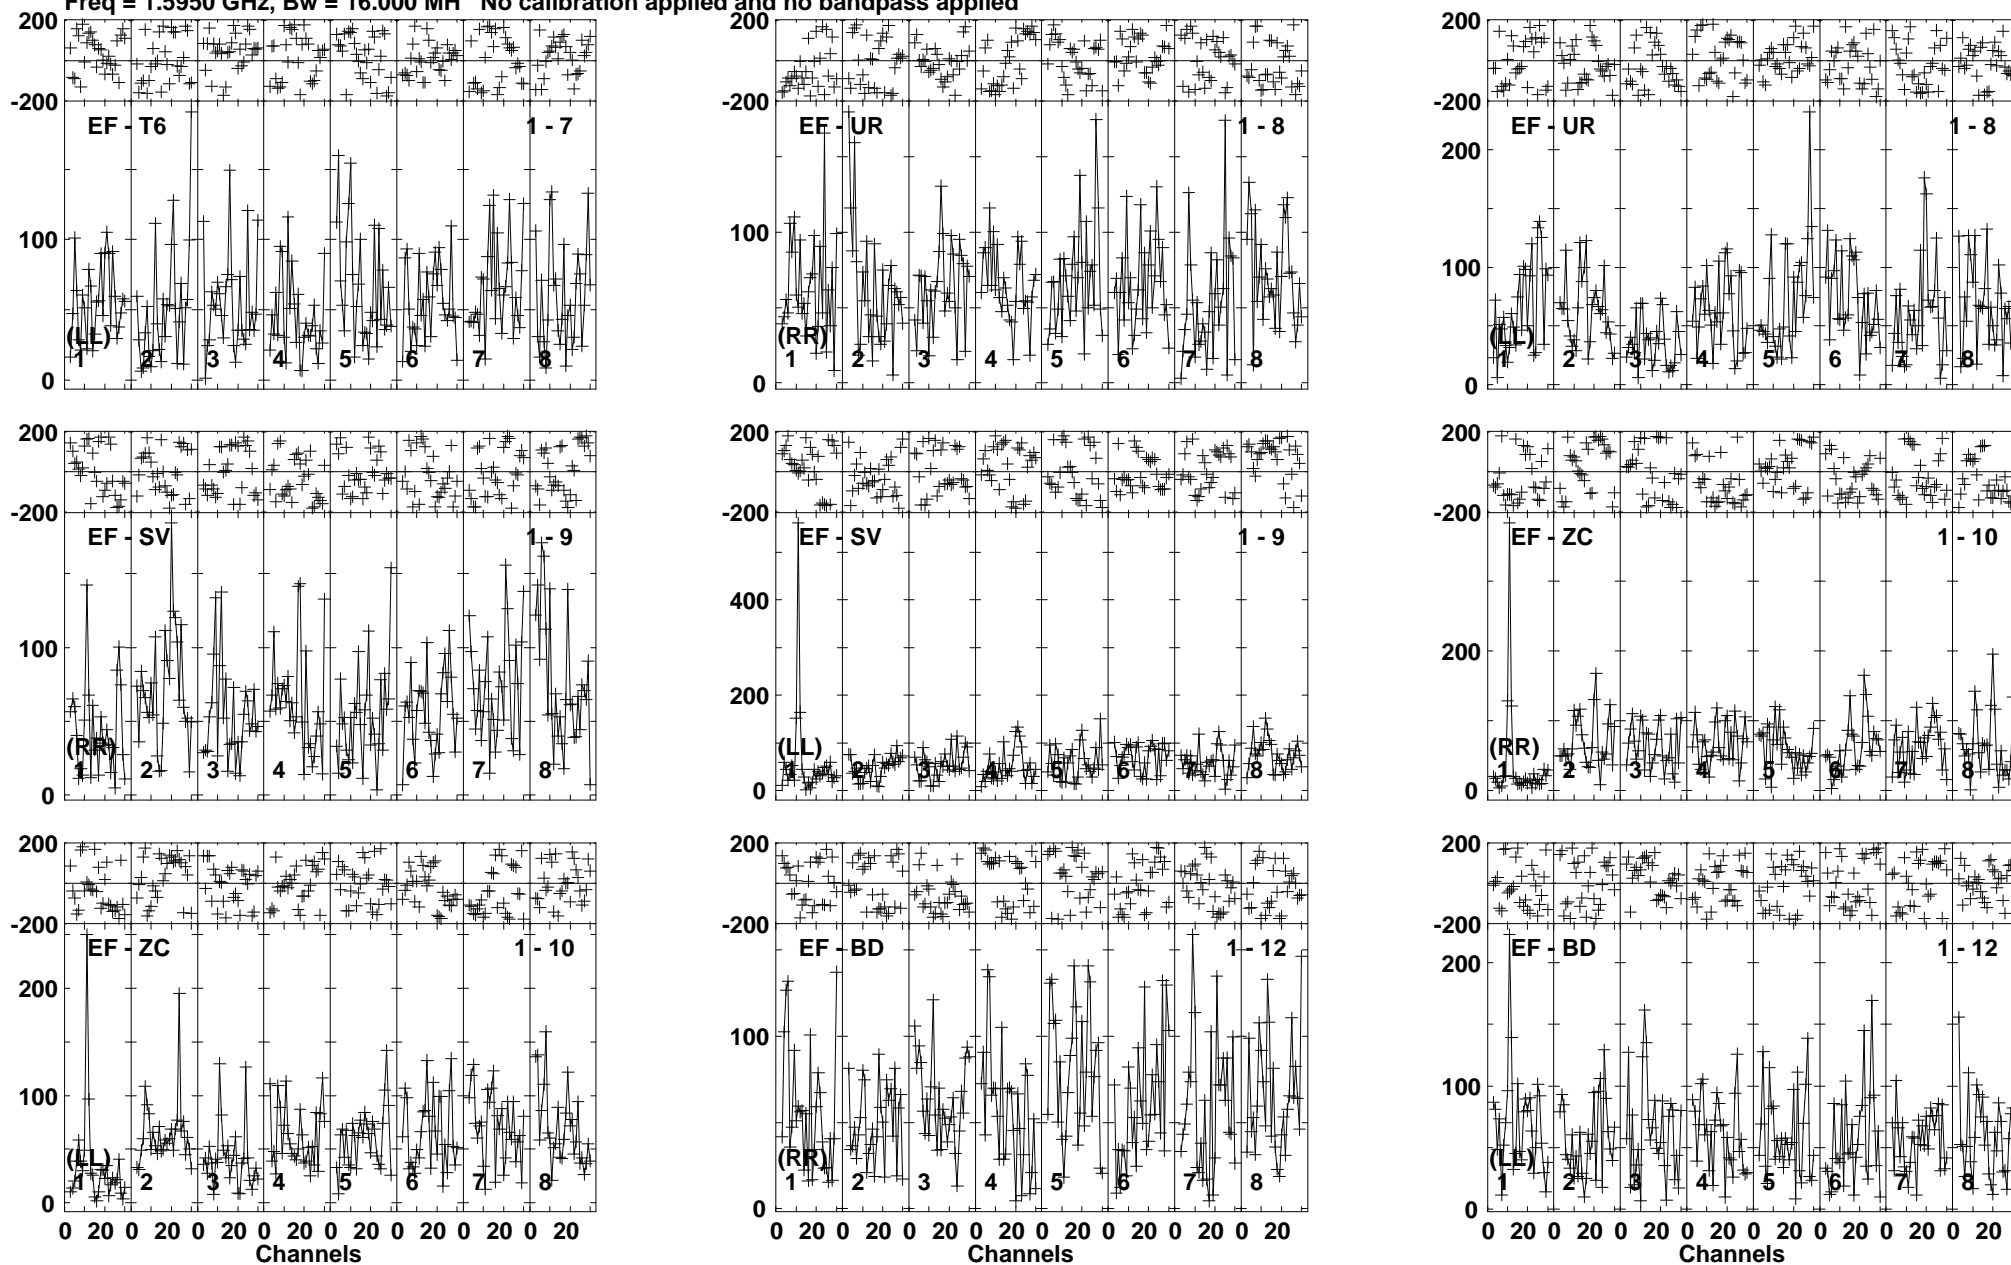 Freq = 1.5950 GHz, Bw = 16.000 MH No calibration applied and no bandpass applied
200 200 200
-200 -200 -200
EF - T6 1 - 7 EF - UR 1 - 8 EF - UR 1 - 8
200
100 100 100
(LL) (RR) (LL)
1 2 3 4 5 6 7 8 1 2 3 4 5 6 7 8 1 2 3 4 5 6 7 8
0 0 0
200 200 200
-200 -200 -200
EF - SV 1 - 9 EF - SV 1 - 9 EF - ZC 1 - 10
400
100 200 200
(RR) (LL) (RR)
1 2 3 4 5 6 7 8 1 2 3 4 5 6 7 8 1 2 3 4 5 6 7 8
0 0 0
200 200 200
-200 -200 -200
EF - ZC 1 - 10 EF - BD 1 - 12 EF - BD 1 - 12
200 200
100 100 100
(LL) (RR) (LL)
1 2 3 4 5 6 7 8 1 2 3 4 5 6 7 8 1 2 3 4 5 6 7 8
0 0 0
0 20 0 20 0 20 0 20 0 20 0 20 0 20 0 20 0 20 0 20 0 20 0 20 0 20 0 20 0 20 0 20 0 20 0 20 0 20 0 20 0 20 0 20 0 20 0 20
Channels Channels Channels